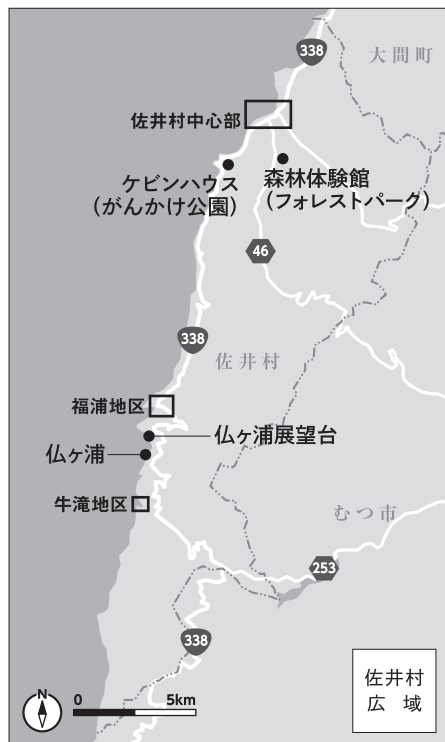 338
大間町
佐井村中心部
ケビンハウス
(がんかけ公園)
森林体験館
(フォレストパーク)
46
338
佐井村
福浦地区
仏ヶ浦展望台
仏ヶ浦
牛滝地区
むつ市
253
338
佐井村
広域
N
0
5km